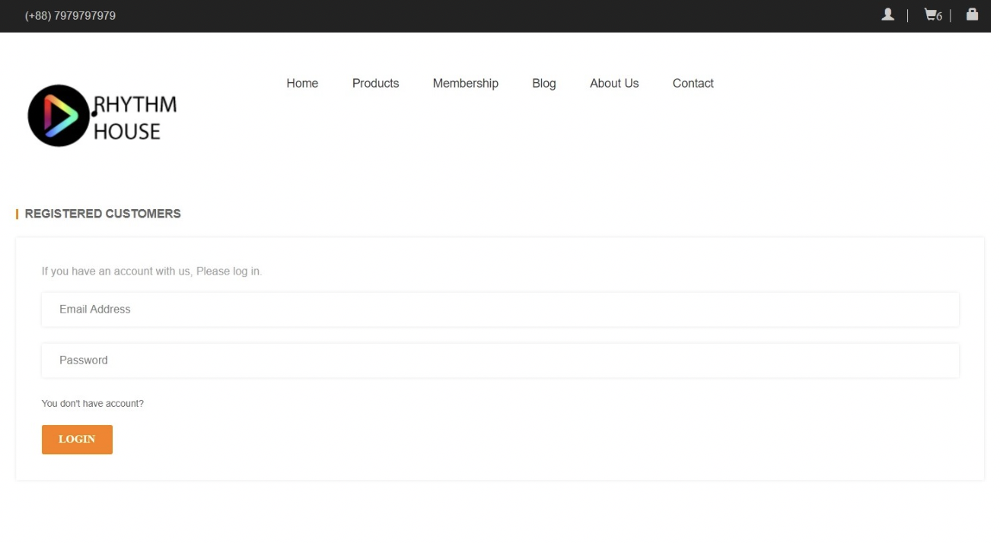 (+88) 7979797979
6
Home Products Membership Blog About Us Contact
RHYTHM
HOUSE
REGISTERED CUSTOMERS
If you have an account with us, Please log in.
Email Address
Password
You don't have account?
LOGIN